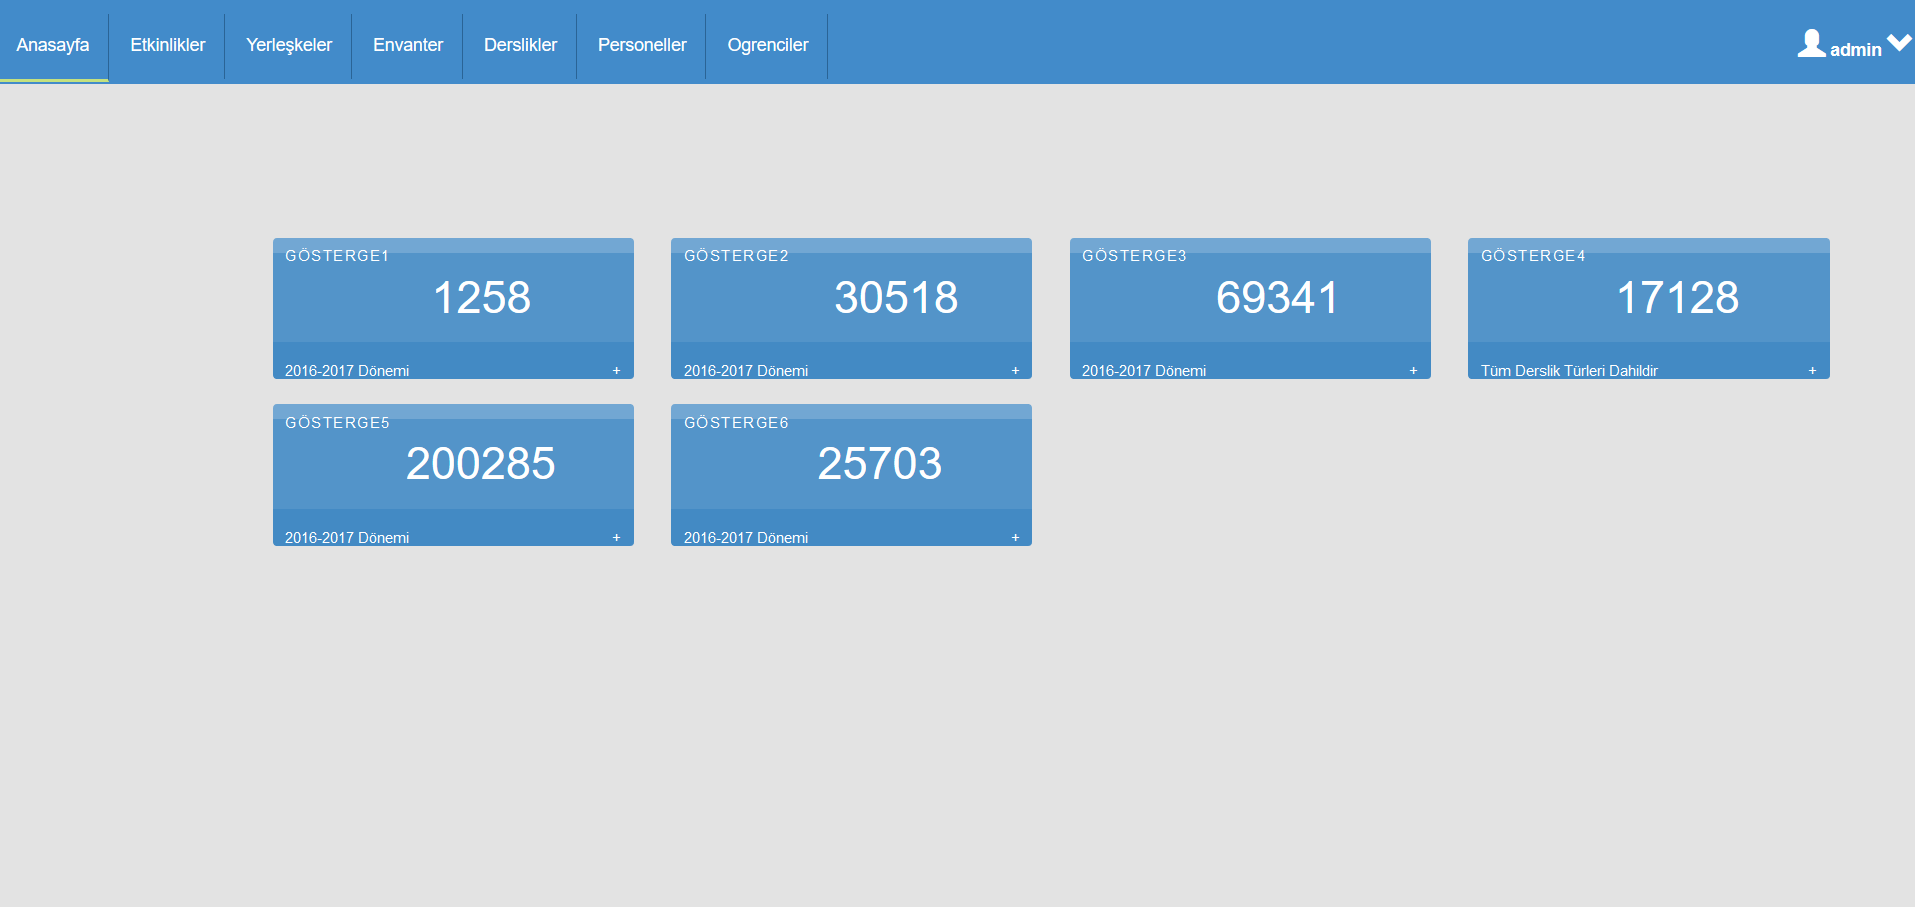 Anasayfa Etkinlikler Yerleşkeler Envanter Derslikler Personeller Ogrenciler admin
GÖSTERGE1
1258
2016-2017 Dönemi +
GÖSTERGE2
30518
2016-2017 Dönemi +
GÖSTERGE3
69341
2016-2017 Dönemi +
GÖSTERGE4
17128
Tüm Derslik Türleri Dahildir +
GÖSTERGE5
200285
2016-2017 Dönemi +
GÖSTERGE6
25703
2016-2017 Dönemi +